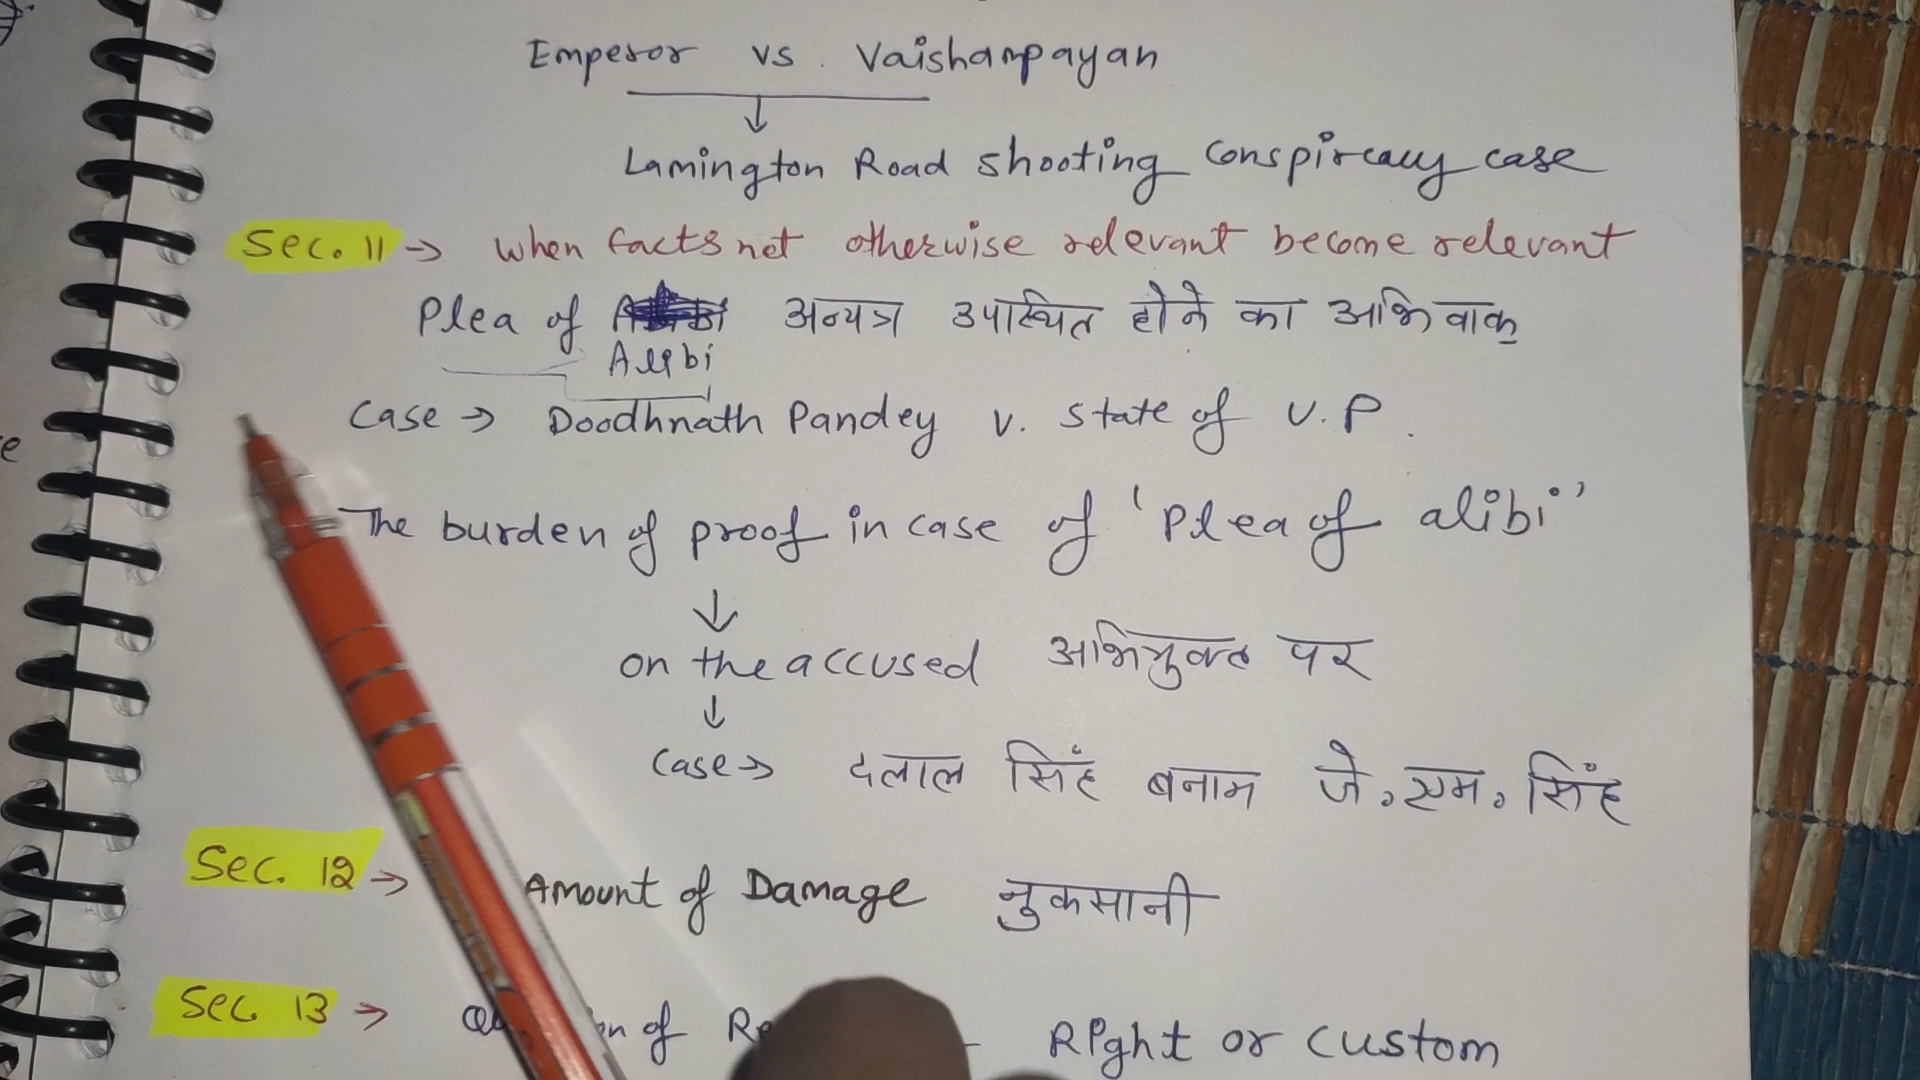 Emperor vs. Vaishampayan
Lamington Road shooting Conspircauy case
Sec. 11 → when facts not otherwise relevant become relevant
Plea of अन्यत्र उपस्थित होने का अभिवाक्
Alibi
Case → Doodhnath Pandey v. State of U.P.
The burden of proof in case of 'Plea of alibi'
↓
on the accused अभियुक्त पर
↓
Case → दलाल सिंह बनाम जे. एम. सिंह
Sec. 12 → Amount of Damage नुकसानी
Sec. 13 → of Right or custom